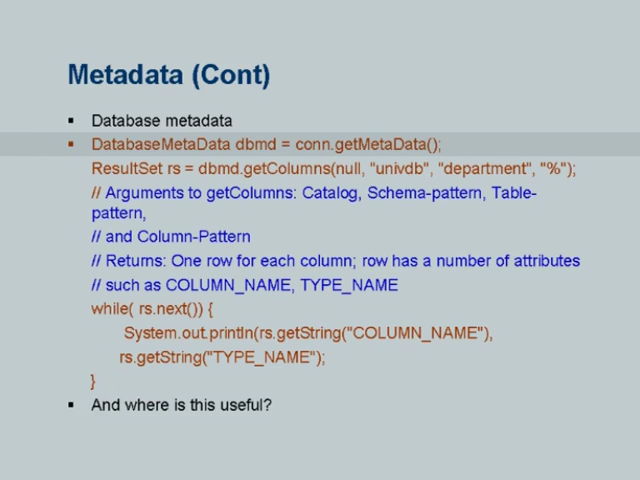 Metadata (Cont)
▪ Database metadata
▪ DatabaseMetaData dbmd = conn.getMetaData();
ResultSet rs = dbmd.getColumns(null, "univdb", "department", "%");
// Arguments to getColumns: Catalog, Schema-pattern, Table-
pattern,
// and Column-Pattern
// Returns: One row for each column; row has a number of attributes
// such as COLUMN_NAME, TYPE_NAME
while( rs.next()) {
System.out.println(rs.getString("COLUMN_NAME"),
rs.getString("TYPE_NAME");
}
▪ And where is this useful?